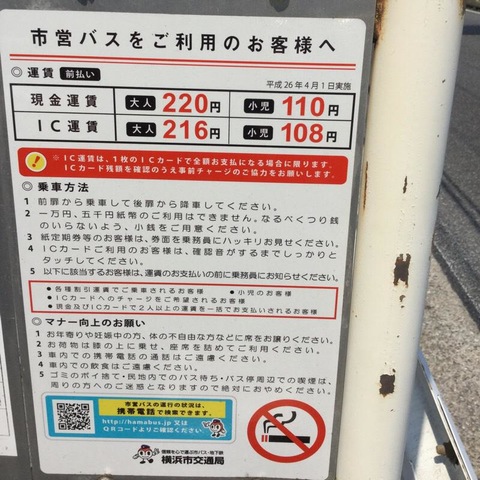 市営バスをご利用のお客様へ
◎ 運賃 前払い 平成26年4月1日実施
現金運賃 大人 220円 小児 110円
IC運賃 大人 216円 小児 108円
※IC運賃は、1枚のICカードで全額お支払になる場合に限ります。
ICカード残額を確認のうえ事前チャージのご協力をお願いします。
◎ 乗車方法
1 前扉から乗車して後扉から降車してください。
2 一万円、五千円紙幣のご利用はできません。なるべくつり銭
のいらないよう、小銭をご用意ください。
3 紙定期券等のお客様は、券面を乗務員にハッキリお見せください。
4 ICカードご利用のお客様は、確認音がするまでしっかりと
タッチしてください。
5 以下に該当するお客様は、運賃のお支払いの前に乗務員にお知らせください。
●各種割引運賃でご乗車されるお客様 ●小児のお客様
●ICカードへのチャージをご希望されるお客様
●現金及びICカードで2人以上の運賃を一括でお支払いされるお客様
◎ マナー向上のお願い
1 お年寄りや妊娠中の方、体の不自由な方などに席をお譲りください。
2 お荷物は膝の上に乗せ、座席を詰めてご利用ください。
3 車内での携帯電話の通話はご遠慮ください。
4 車内での飲食はご遠慮ください。
5 ゴミのポイ捨て・民地内でのバス待ち・バス停周辺での喫煙は、
周りの方へのご迷惑となりますので絶対におやめください。
市営バスの運行の状況は、
携帯電話で検索できます。
http://hamabus.jp 又は
QRコードよりご確認ください。
信頼を心で運ぶ市バス・地下鉄
横浜市交通局